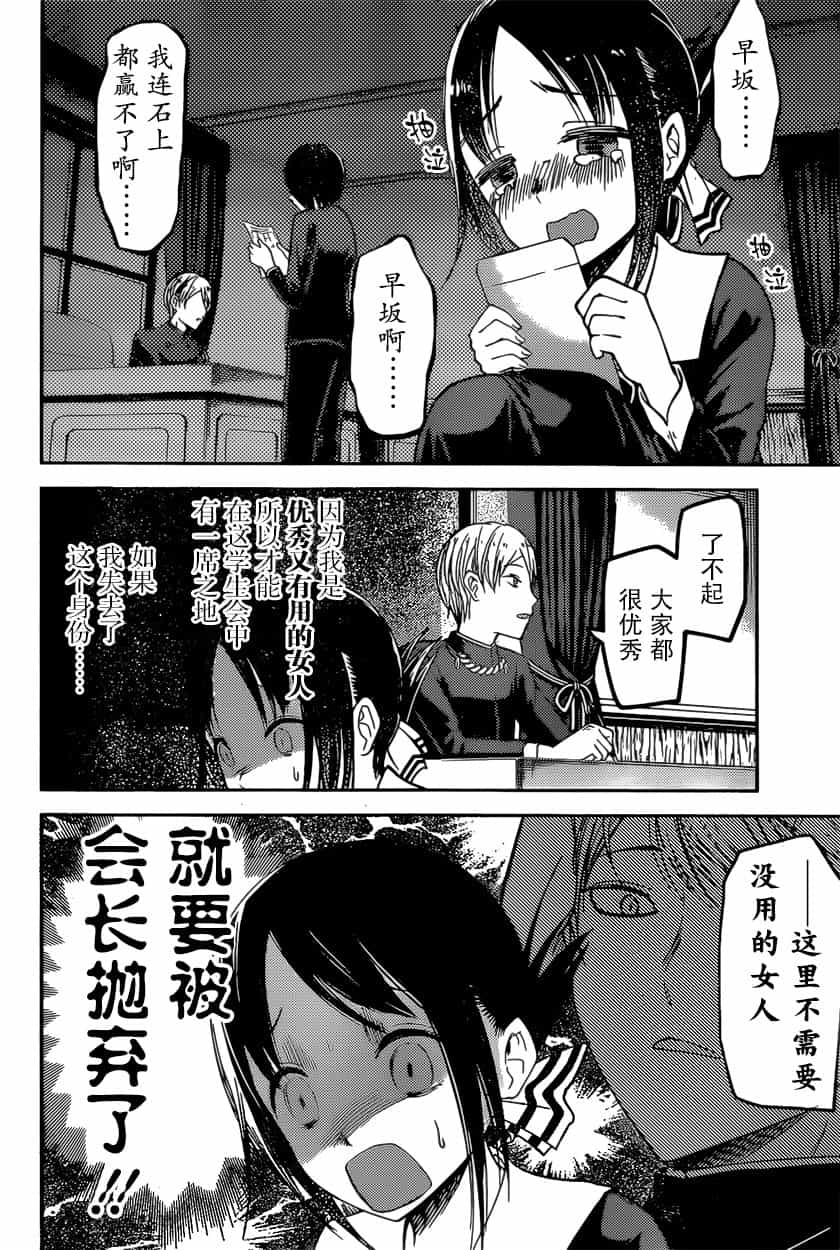 早坂……
抽泣
抽泣
早坂啊……
我连石上
都赢不了啊……
了不起
大家都
很优秀
因为我是
优秀又有用的女人
所以才能
在这学生会中
有一席之地
如果
我失去了
这个身份……
——这里不需要
没用的女人
就要被
会长抛弃了!!!